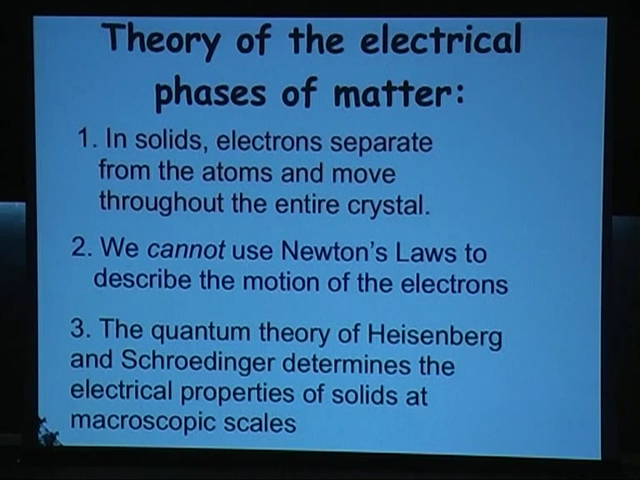 Theory of the electrical
phases of matter:
1. In solids, electrons separate
from the atoms and move
throughout the entire crystal.
2. We cannot use Newton's Laws to
describe the motion of the electrons
3. The quantum theory of Heisenberg
and Schroedinger determines the
electrical properties of solids at
macroscopic scales